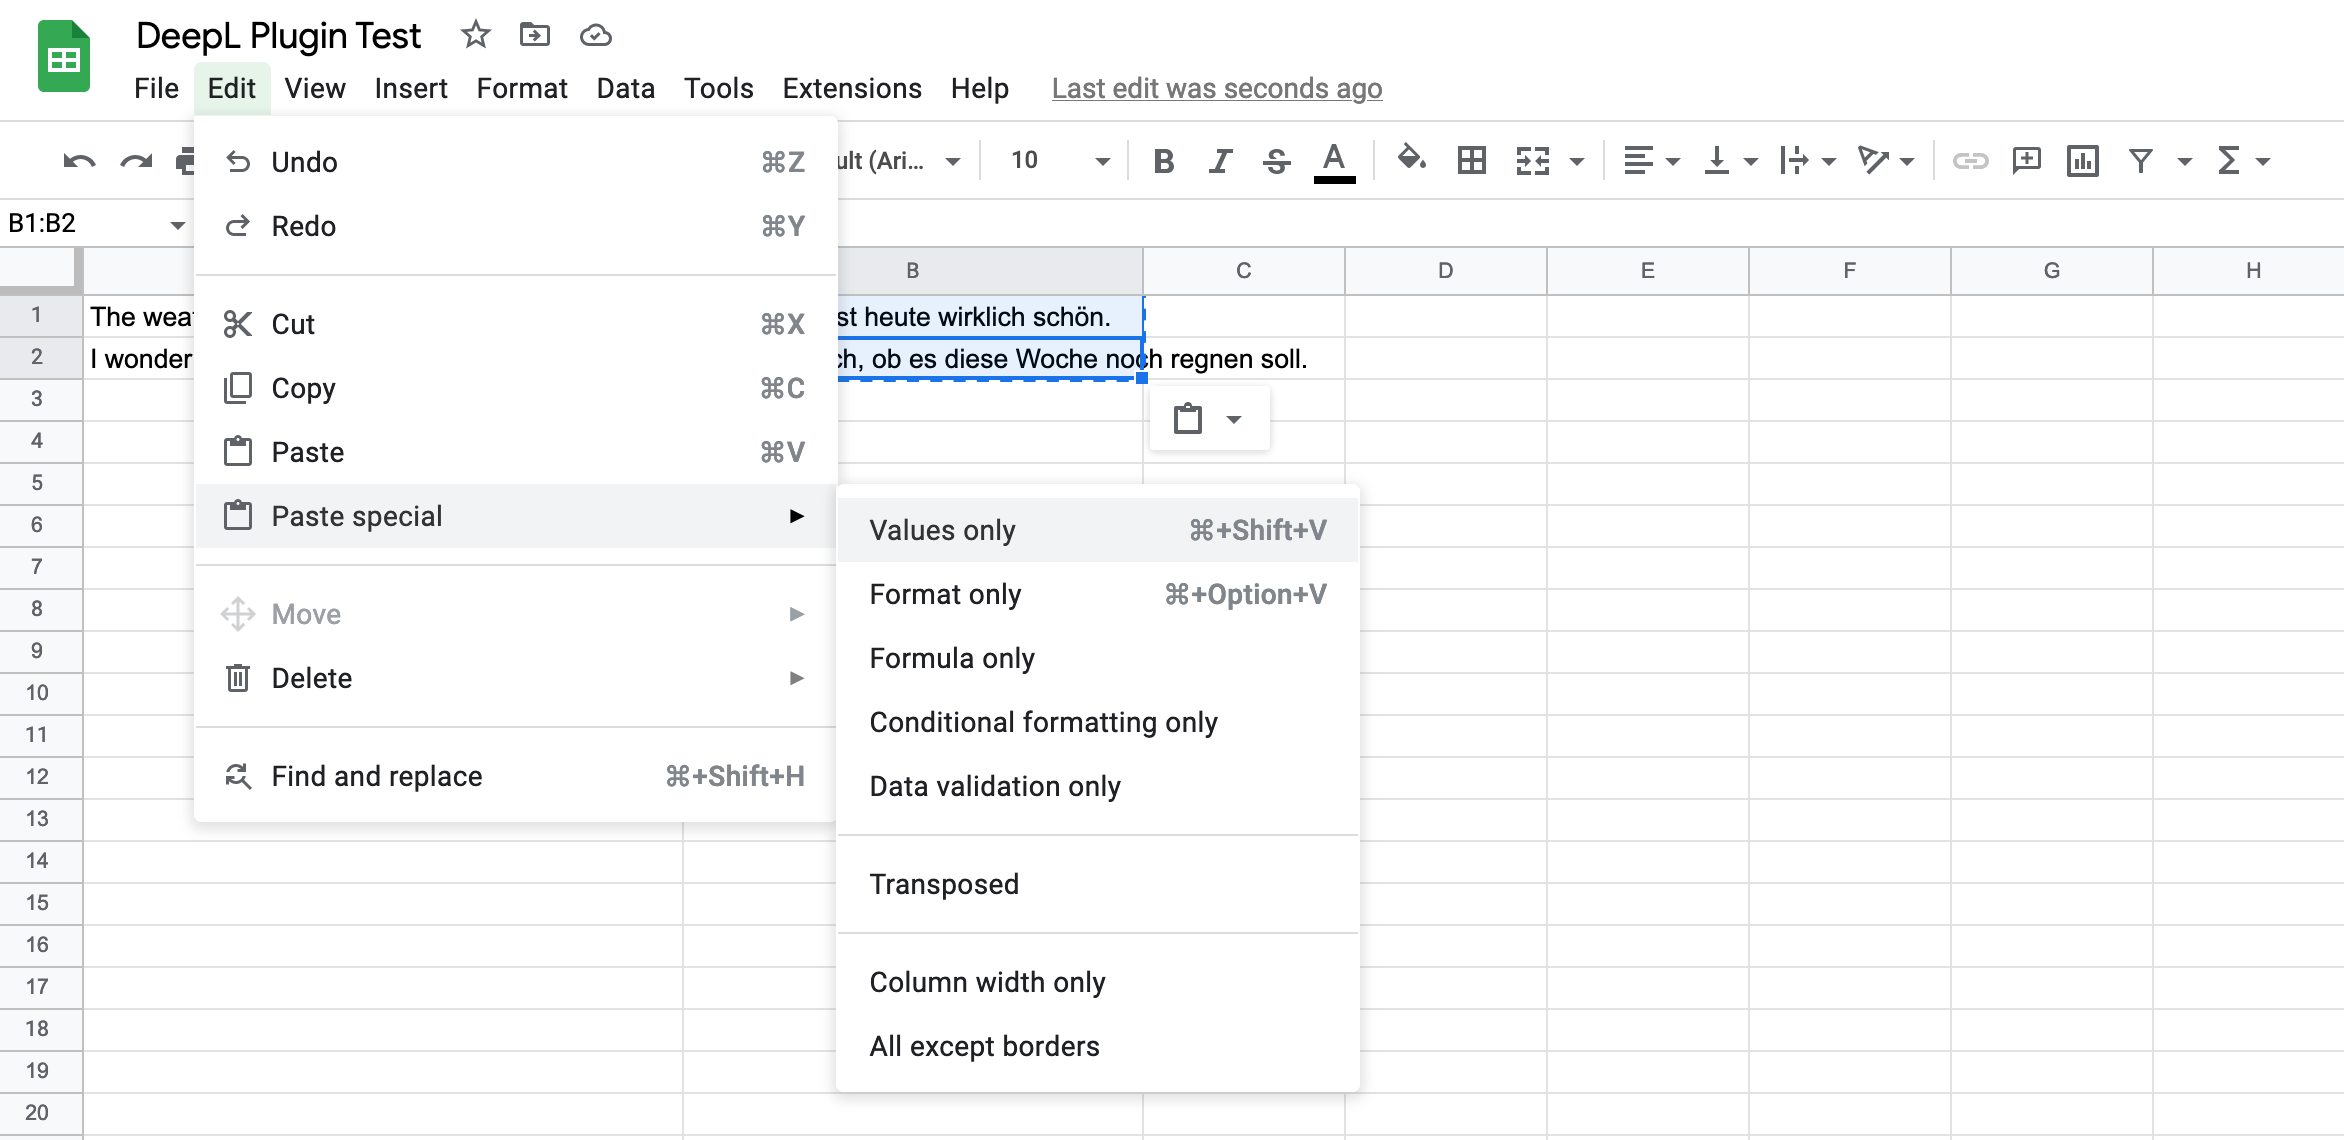 DeepL Plugin Test
File Edit View Insert Format Data Tools Extensions Help Last edit was seconds ago
ult (Ari... 10 B I S A
B1:B2
Undo ⌘Z
Redo ⌘Y
Cut ⌘X
Copy ⌘C
Paste ⌘V
Paste special
Move
Delete
Find and replace ⌘+Shift+H
Values only ⌘+Shift+V
Format only ⌘+Option+V
Formula only
Conditional formatting only
Data validation only
Transposed
Column width only
All except borders
B C D E F G H
1 The weat st heute wirklich schön.
2 I wonder ch, ob es diese Woche noch regnen soll.
3
4
5
6
7
8
9
10
11
12
13
14
15
16
17
18
19
20